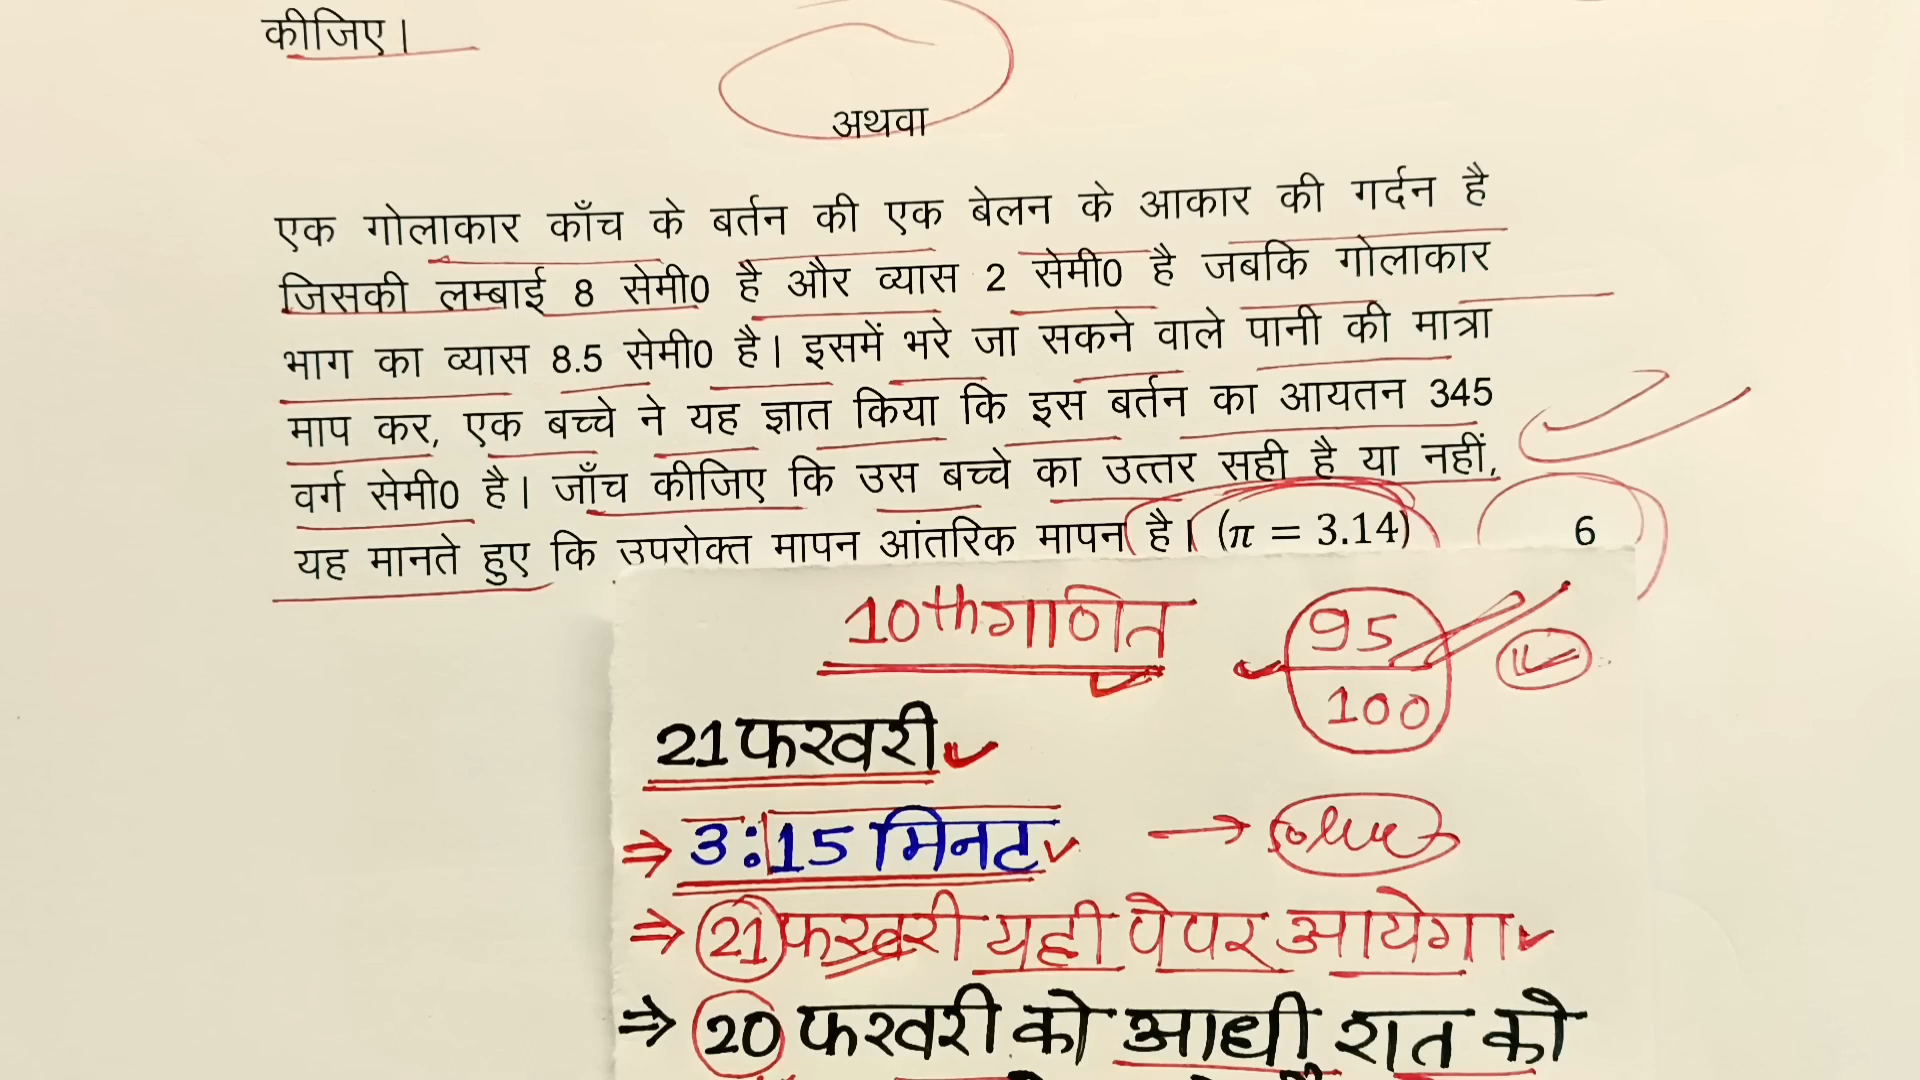 कीजिए।
अथवा
एक गोलाकार काँच के बर्तन की एक बेलन के आकार की गर्दन है
जिसकी लम्बाई 8 सेमी0 है और व्यास 2 सेमी0 है जबकि गोलाकार
भाग का व्यास 8.5 सेमी0 है। इसमें भरे जा सकने वाले पानी की मात्रा
माप कर, एक बच्चे ने यह ज्ञात किया कि इस बर्तन का आयतन 345
वर्ग सेमी0 है। जाँच कीजिए कि उस बच्चे का उत्तर सही है या नहीं,
यह मानते हुए कि उपरोक्त मापन आंतरिक मापन है। (π = 3.14) 6
10th गणित 95/100
21 फरवरी
⇒ 3:15 मिनट →
⇒ 21 फरवरी यही पेपर आयेगा
⇒ 20 फरवरी को आधी रात को